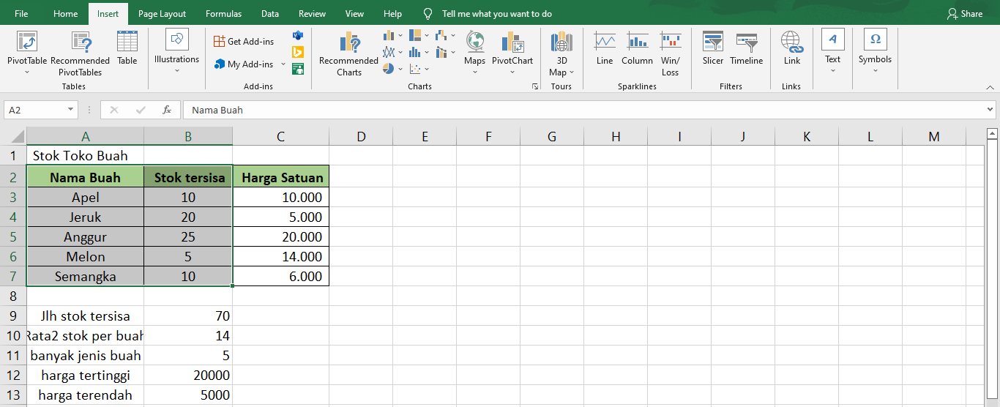 File Home Insert Page Layout Formulas Data Review View Help Tell me what you want to do Share
PivotTable Recommended PivotTables Table
Illustrations
Get Add-ins
My Add-ins
Recommended Charts
Maps PivotChart
3D Map
Line Column Win/Loss
Slicer Timeline
Link
Text
Symbols
Tables Add-ins Charts Tours Sparklines Filters Links
A2 fx Nama Buah
A B C D E F G H I J K L M
1 Stok Toko Buah
2 Nama Buah Stok tersisa Harga Satuan
3 Apel 10 10.000
4 Jeruk 20 5.000
5 Anggur 25 20.000
6 Melon 5 14.000
7 Semangka 10 6.000
8
9 Jlh stok tersisa 70
10 Rata2 stok per buah 14
11 banyak jenis buah 5
12 harga tertinggi 20000
13 harga terendah 5000